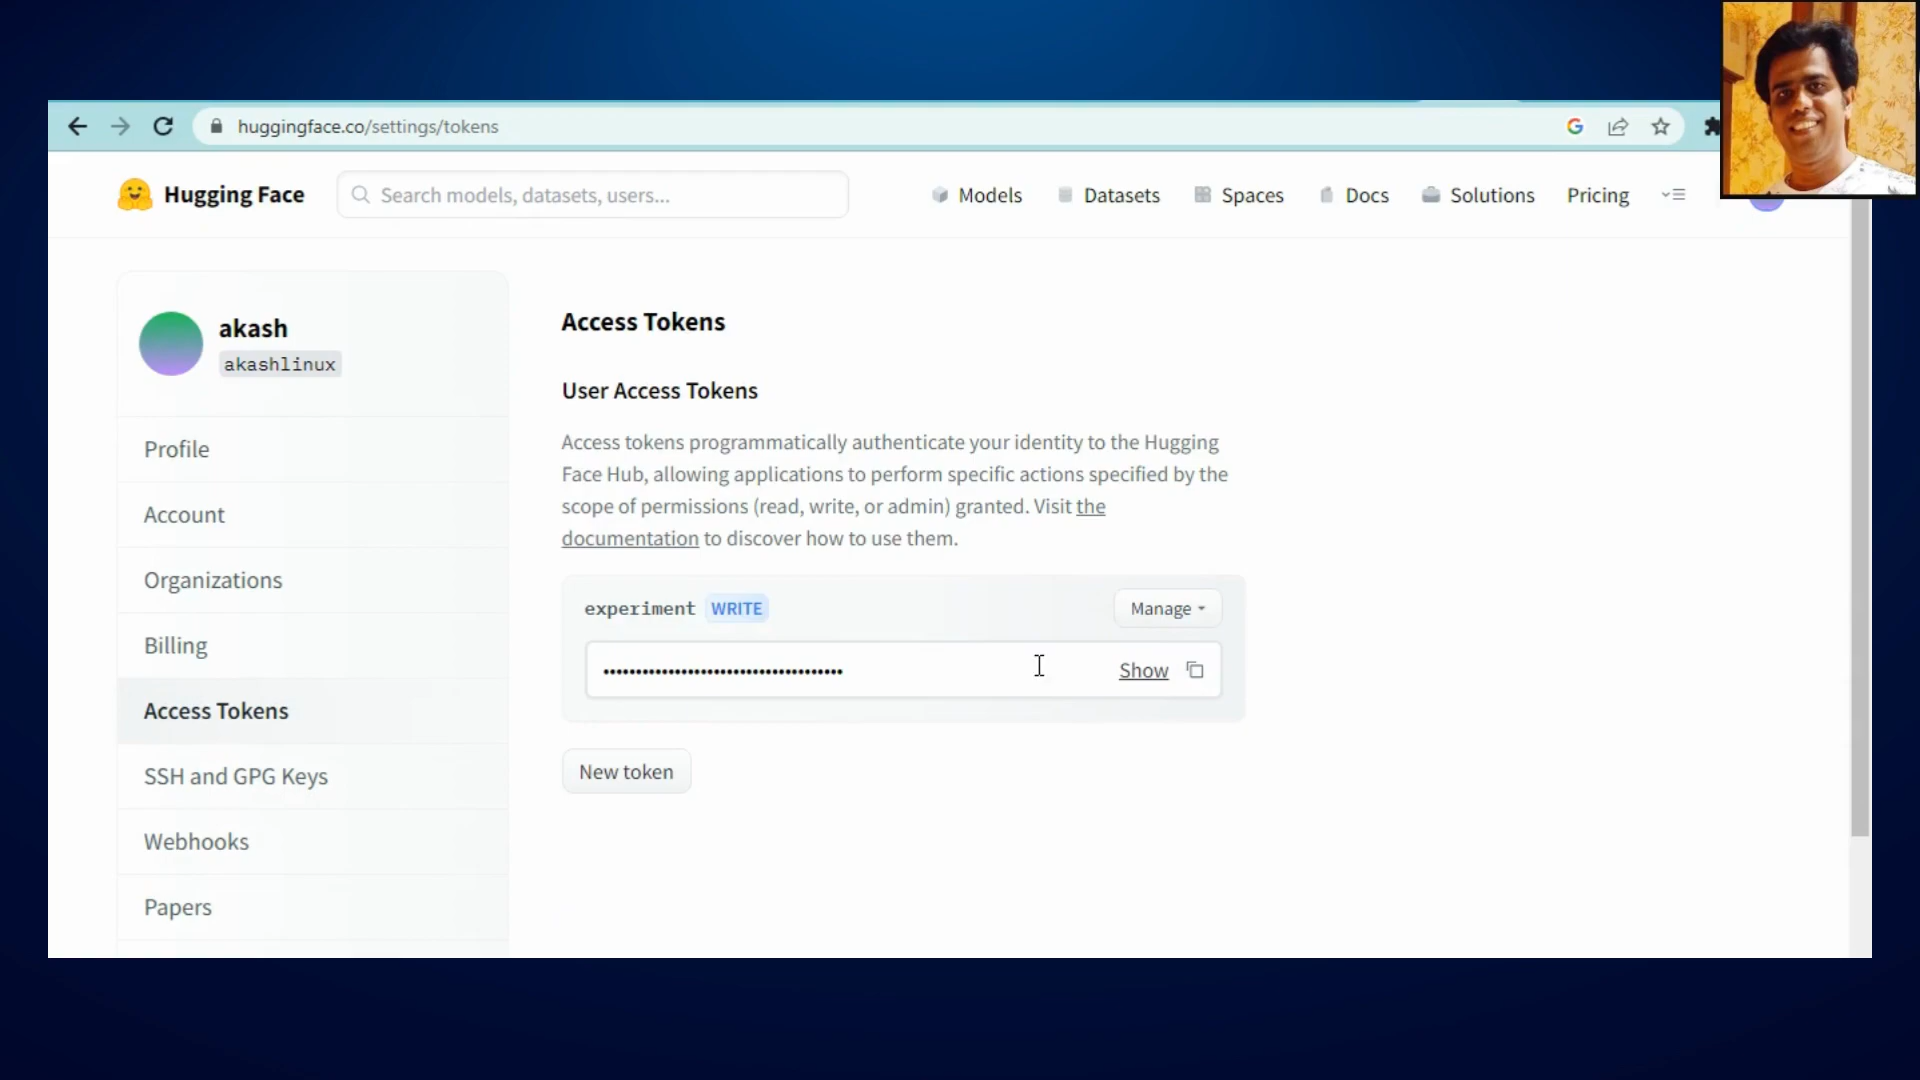 huggingface.co/settings/tokens
Hugging Face
Search models, datasets, users...
Models
Datasets
Spaces
Docs
Solutions
Pricing
akash
akashlinux
Profile
Account
Organizations
Billing
Access Tokens
SSH and GPG Keys
Webhooks
Papers
Access Tokens
User Access Tokens
Access tokens programmatically authenticate your identity to the Hugging
Face Hub, allowing applications to perform specific actions specified by the
scope of permissions (read, write, or admin) granted. Visit the
documentation to discover how to use them.
experiment WRITE
Manage
Show
New token